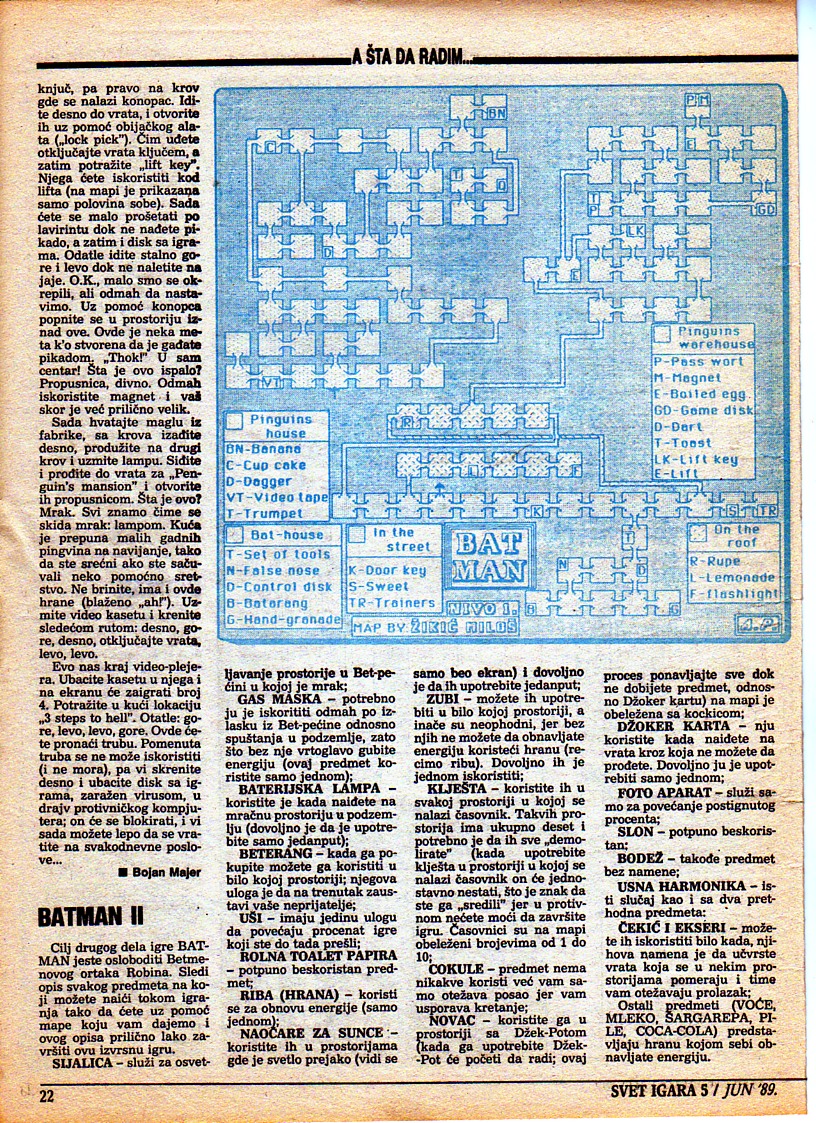 A ŠTA DA RADIM...
knjuč, pa pravo na krov
gde se nalazi konopac. Idi-
te desno do vrata, i otvorite
ih uz pomoć obijačkog ala-
ta („lock pick"). Čim uđete
otključajte vrata ključem, a
zatim potražite „lift key".
Njega ćete iskoristiti kod
lifta (na mapi je prikazana
samo polovina sobe). Sada
ćete se malo prošetati po
lavirintu dok ne nađete pi-
kado, a zatim i disk sa igra-
ma. Odatle idite stalno go-
re i levo dok ne naletite na
jaje. O.K., malo smo se ok-
repili, ali odmah da nasta-
vimo. Uz pomoć konopca
popnite se u prostoriju iz-
nad ove. Ovde je neka me-
ta k'o stvorena da je gađate
pikadom. „Thok!" U sam
centar! Šta je ovo ispalo?
Propusnica, divno. Odmah
iskoristite magnet i vaš
skor je već prilično velik.
Sada hvatajte maglu iz
fabrike, sa krova izađite
desno, produžite na drugi
krov i uzmite lampu. Siđite
i prođite do vrata za „Pen-
guin's mansion" i otvorite
ih propusnicom. Šta je ovo?
Mrak. Svi znamo čime se
skida mrak: lampom. Kuća
je prepuna malih gadnih
pingvina na navijanje, tako
da ste srećni ako ste saču-
vali neko pomoćno sret-
stvo. Ne brinite, ima i ovde
hrane (blaženo „ah!"). Uz-
mite video kasetu i krenite
sledećom rutom: desno, go-
re, desno, otključajte vrata,
levo, levo.
Evo nas kraj video-pleje-
ra. Ubacite kasetu u njega i
na ekranu će zaigrati broj
4. Potražite u kući lokaciju
„3 steps to hell". Otatle: go-
re, levo, levo, gore. Ovde će-
te pronaći trubu. Pomenuta
truba se ne može iskoristiti
(i ne mora), pa vi skrenite
desno i ubacite disk sa ig-
rama, zaražen virusom, u
drajv protivničkog kompju-
tera; on će se blokirati, i vi
sada možete lepo da se vra-
tite na svakodnevne poslo-
ve...
■ Bojan Majer
BATMAN II
Cilj drugog dela igre BAT-
MAN jeste osloboditi Betme-
novog ortaka Robina. Sledi
opis svakog predmeta na ko-
ji možete naići tokom igra-
nja tako da ćete uz pomoć
mape koju vam dajemo i
ovog opisa prilično lako za-
vršiti ovu izvrsnu igru.
SIJALICA – služi za osvet-
BN
C
T
D
D
VT
P M
E
T
P
GD
LK
E
R
L
F
K
S
TR
T
N
D
B
G
Pinguins
warehouse
P-Pass wort
M-Magnet
E-Boiled egg.
GD-Game disk
D-Dart
T-Toast
LK-Lift key
E-Lift
Pinguins
house
BN-Banana
C-Cup cake
D-Dagger
VT-Video tape
T-Trumpet
Bat-house
T-Set of tools
N-False nose
D-Control disk
B-Batarang
G-Hand-granade
In the
street
K-Door key
S-Sweet
TR-Trainers
BAT
MAN
NIVO 1.
MAP BY: ŽIKIĆ MILOŠ
On the
roof
R-Rupe
L-Lemonade
F-flashlight
A.P.
ljavanje prostorije u Bet-pe-
ćini u kojoj je mrak;
GAS MASKA – potrebno
ju je iskoristiti odmah po iz-
lasku iz Bet-pećine odnosno
spuštanja u podzemlje, zato
što bez nje vrtoglavo gubite
energiju (ovaj predmet ko-
ristite samo jednom);
BATERIJSKA LAMPA –
koristite je kada naiđete na
mračnu prostoriju u podzem-
lju (dovoljno je da je upotre-
bite samo jedanput);
BETERANG – kada ga po-
kupite možete ga koristiti u
bilo kojoj prostoriji; njegova
uloga je da na trenutak zaus-
tavi vaše neprijatelje;
UŠI – imaju jedinu ulogu
da povećaju procenat igre
koji ste do tada prešli;
ROLNA TOALET PAPIRA
– potpuno beskoristan pred-
met;
RIBA (HRANA) – koristi
se za obnovu energije (samo
jednom);
NAOČARE ZA SUNCE –
koristite ih u prostorijama
gde je svetlo prejako (vidi se
samo beo ekran) i dovoljno
je da ih upotrebite jedanput;
ZUBI – možete ih upotre-
biti u bilo kojoj prostoriji, a
inače su neophodni, jer bez
njih ne možete da obnavljate
energiju koristeći hranu (re-
cimo ribu). Dovoljno ih je
jednom iskoristiti;
KLJEŠTA – koristite ih u
svakoj prostoriji u kojoj se
nalazi časovnik. Takvih pro-
storija ima ukupno deset i
potrebno je da ih sve „demo-
lirate" (kada upotrebite
klješta u prostoriji u kojoj se
nalazi časovnik on će jedno-
stavno nestati, što je znak da
ste ga „sredili" jer u protiv-
nom nećete moći da završite
igru. Časovnici su na mapi
obeleženi brojevima od 1 do
10;
COKULE – predmet nema
nikakve koristi već vam sa-
mo otežava posao jer vam
usporava kretanje;
NOVAC – koristite ga u
prostoriji sa Džek-Potom
(kada ga upotrebite Džek-
-Pot će početi da radi; ovaj
proces ponavljajte sve dok
ne dobijete predmet, odnos-
no Džoker kartu) na mapi je
obeležena sa kockicom;
DŽOKER KARTA – nju
koristite kada naiđete na
vrata kroz koja ne možete da
prođete. Dovoljno ju je upot-
rebiti samo jednom;
FOTO APARAT – služi sa-
mo za povećanje postignutog
procenta;
SLON – potpuno beskoris-
tan;
BODEŽ – takođe predmet
bez namene;
USNA HARMONIKA – is-
ti slučaj kao i sa dva pret-
hodna predmeta:
ČEKIĆ I EKSERI – može-
te ih iskoristiti bilo kada, nji-
hova namena je da učvrste
vrata koja se u nekim pro-
storijama pomeraju i time
vam otežavaju prolazak;
Ostali predmeti (VOĆE,
MLEKO, ŠARGAREPA, PI-
LE, COCA-COLA) predsta-
vljaju hranu kojom sebi ob-
navljate energiju.
22
SVET IGARA 5 / JUN '89.